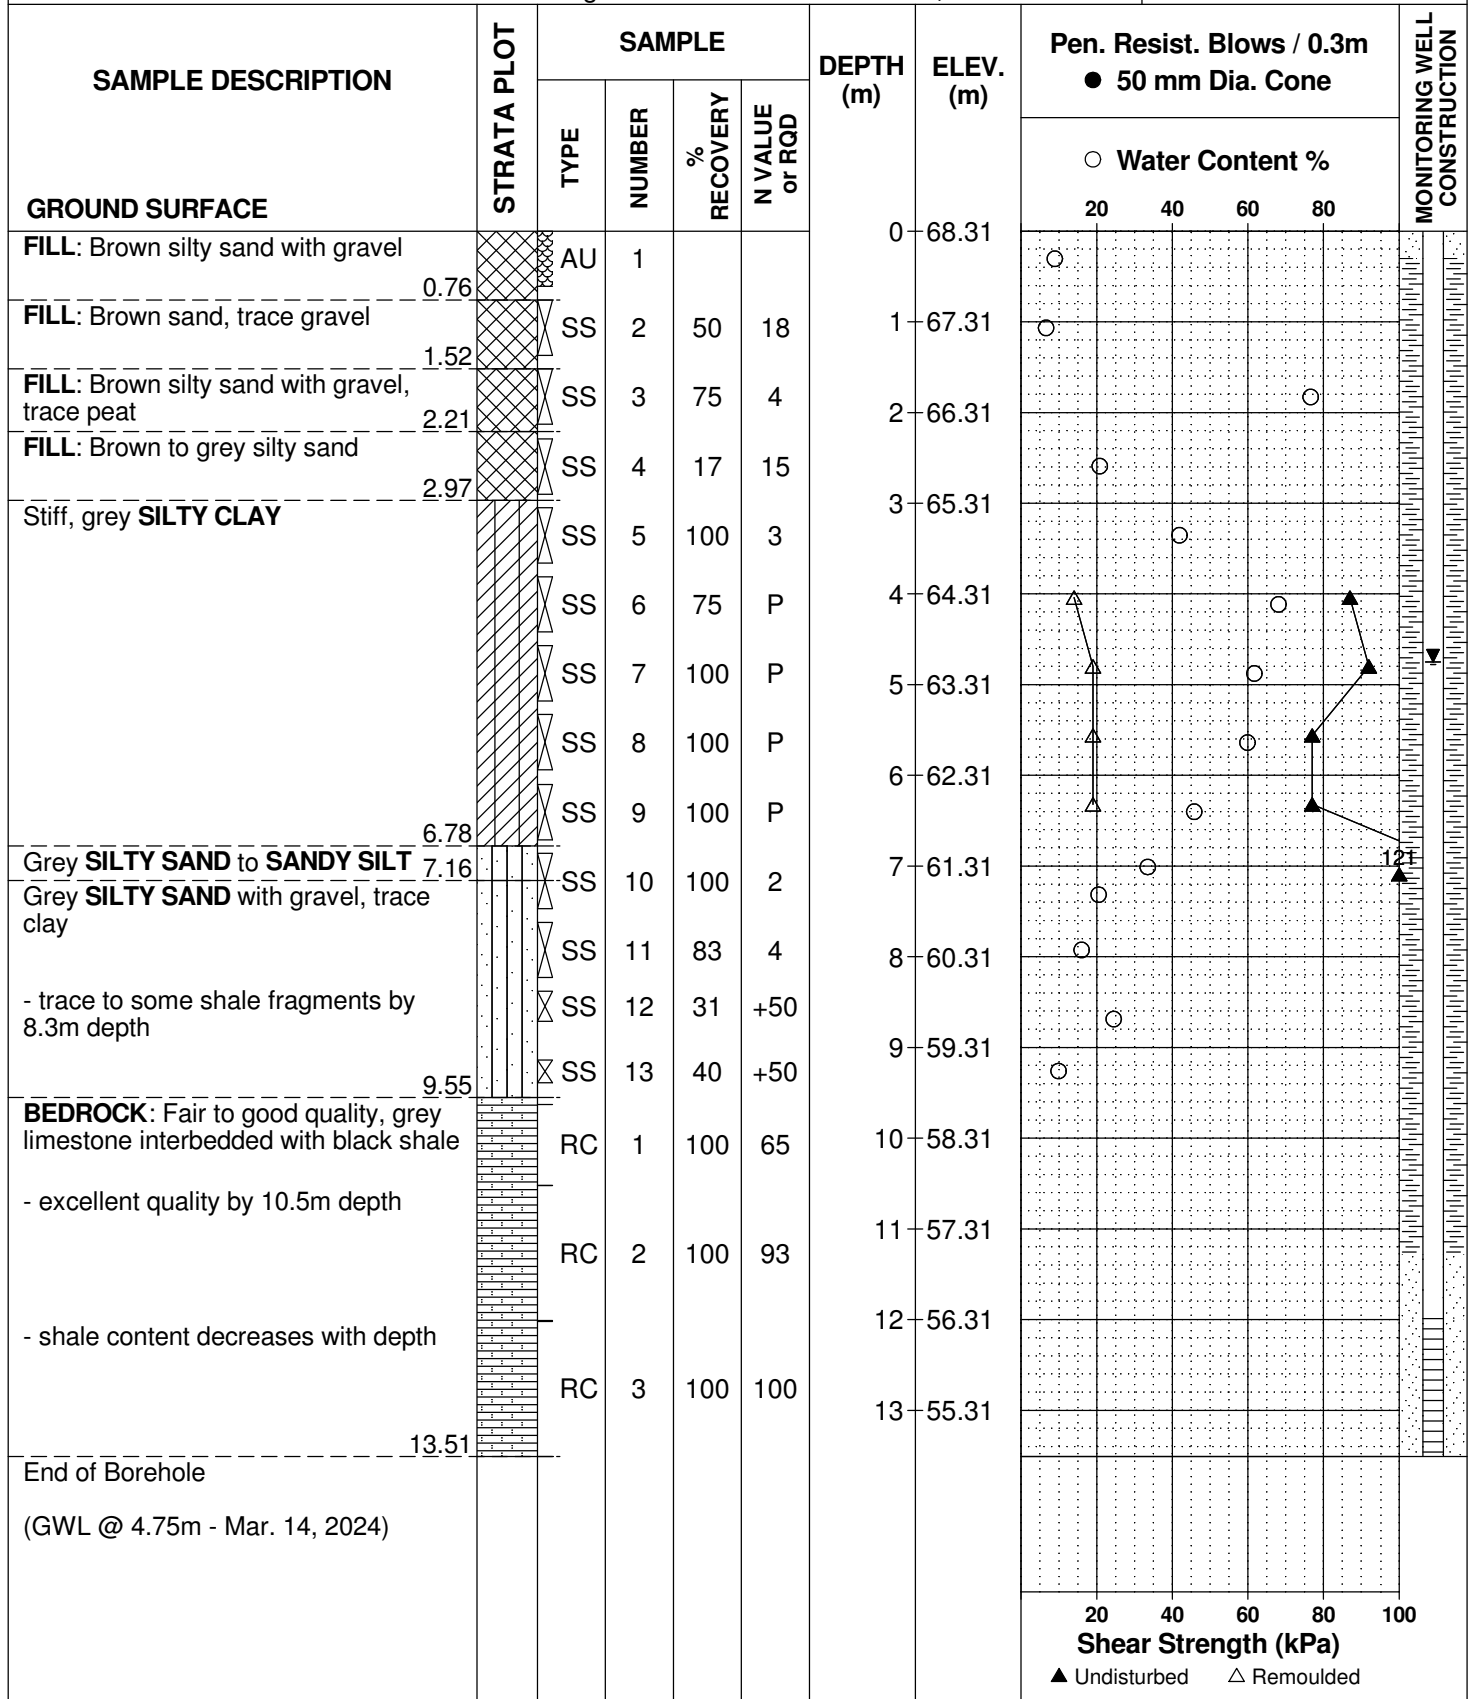 SAMPLE DESCRIPTION
GROUND SURFACE
STRATA PLOT
SAMPLE
TYPE
NUMBER
%
RECOVERY
N VALUE
or RQD
DEPTH
(m)
ELEV.
(m)
Pen. Resist. Blows / 0.3m
● 50 mm Dia. Cone
○ Water Content %
20 40 60 80
MONITORING WELL
CONSTRUCTION
0 68.31
FILL: Brown silty sand with gravel
0.76
AU 1
FILL: Brown sand, trace gravel
1.52
SS 2 50 18
1 67.31
FILL: Brown silty sand with gravel,
trace peat
2.21
SS 3 75 4
2 66.31
FILL: Brown to grey silty sand
2.97
SS 4 17 15
3 65.31
Stiff, grey SILTY CLAY
SS 5 100 3
SS 6 75 P
4 64.31
SS 7 100 P
5 63.31
SS 8 100 P
6 62.31
SS 9 100 P
6.78
Grey SILTY SAND to SANDY SILT
7.16
SS 10 100 2
7 61.31
121
Grey SILTY SAND with gravel, trace
clay
SS 11 83 4
8 60.31
- trace to some shale fragments by
8.3m depth
SS 12 31 +50
9 59.31
SS 13 40 +50
9.55
BEDROCK: Fair to good quality, grey
limestone interbedded with black shale
RC 1 100 65
10 58.31
- excellent quality by 10.5m depth
11 57.31
RC 2 100 93
12 56.31
- shale content decreases with depth
RC 3 100 100
13 55.31
13.51
End of Borehole
(GWL @ 4.75m - Mar. 14, 2024)
20 40 60 80 100
Shear Strength (kPa)
▲ Undisturbed △ Remoulded